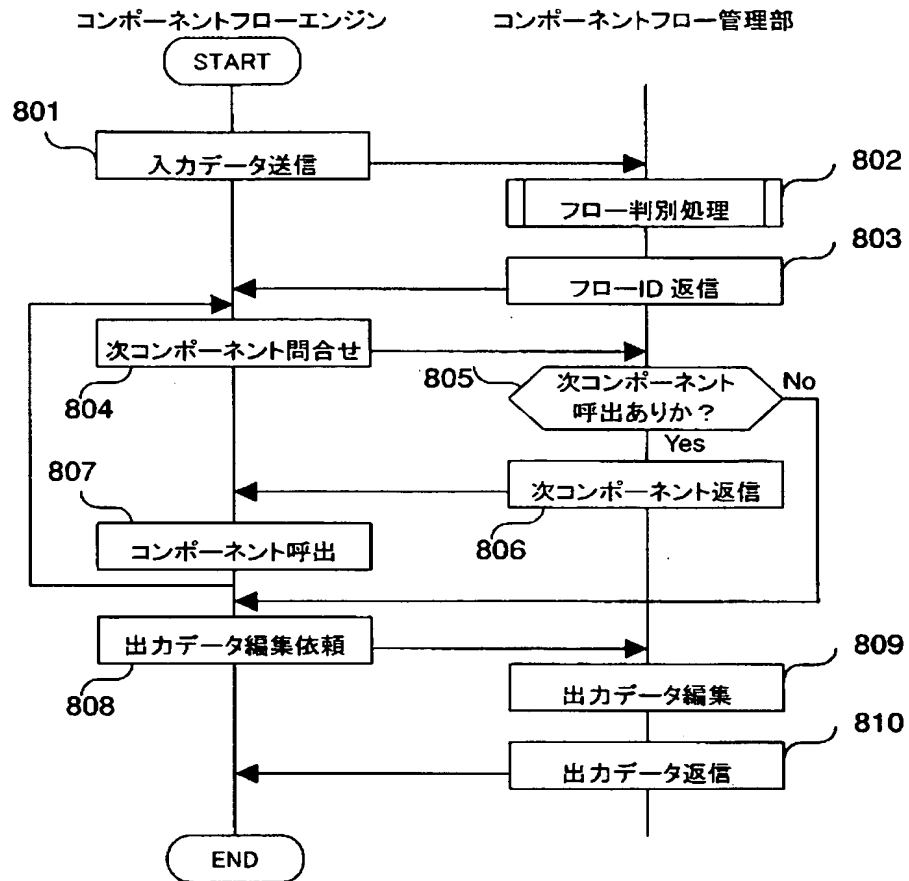 コンポーネントフローエンジン
コンポーネントフロー管理部
START
801
入力データ送信
802
フロー判別処理
803
フローID 返信
次コンポーネント問合せ
804
805
次コンポーネント
呼出ありか?
No
Yes
807
次コンポーネント返信
806
コンポーネント呼出
出力データ編集依頼
808
809
出力データ編集
810
出力データ返信
END